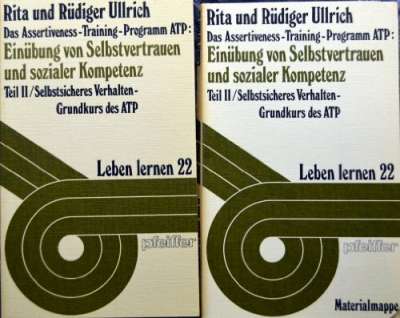 Rita und Rüdiger Ullrich
Das Assertiveness-Training-Programm ATP:
Einübung von Selbstvertrauen
und sozialer Kompetenz
Teil II/Selbstsicheres Verhalten-
Grundkurs des ATP
Leben lernen 22
pfeiffer
Rita und Rüdiger Ullrich
Das Assertiveness-Training-Programm ATP:
Einübung von Selbstvertrauen
und sozialer Kompetenz
Teil II/Selbstsicheres Verhalten-
Grundkurs des ATP
Leben lernen 22
pfeiffer
Materialmappe